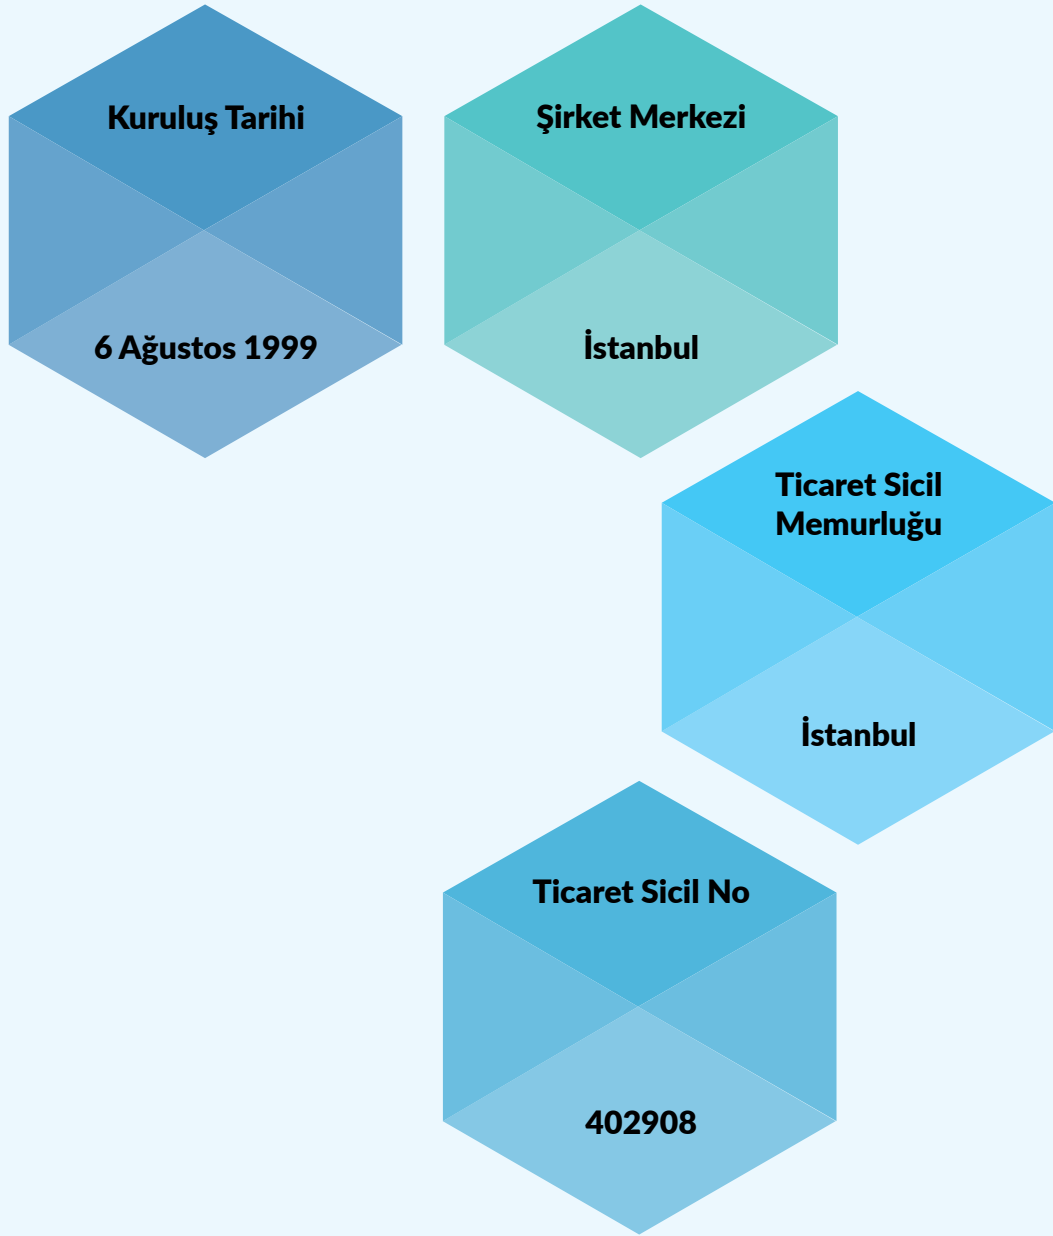 Kuruluş Tarihi
6 Ağustos 1999
Şirket Merkezi
İstanbul
Ticaret Sicil
Memurluğu
İstanbul
Ticaret Sicil No
402908